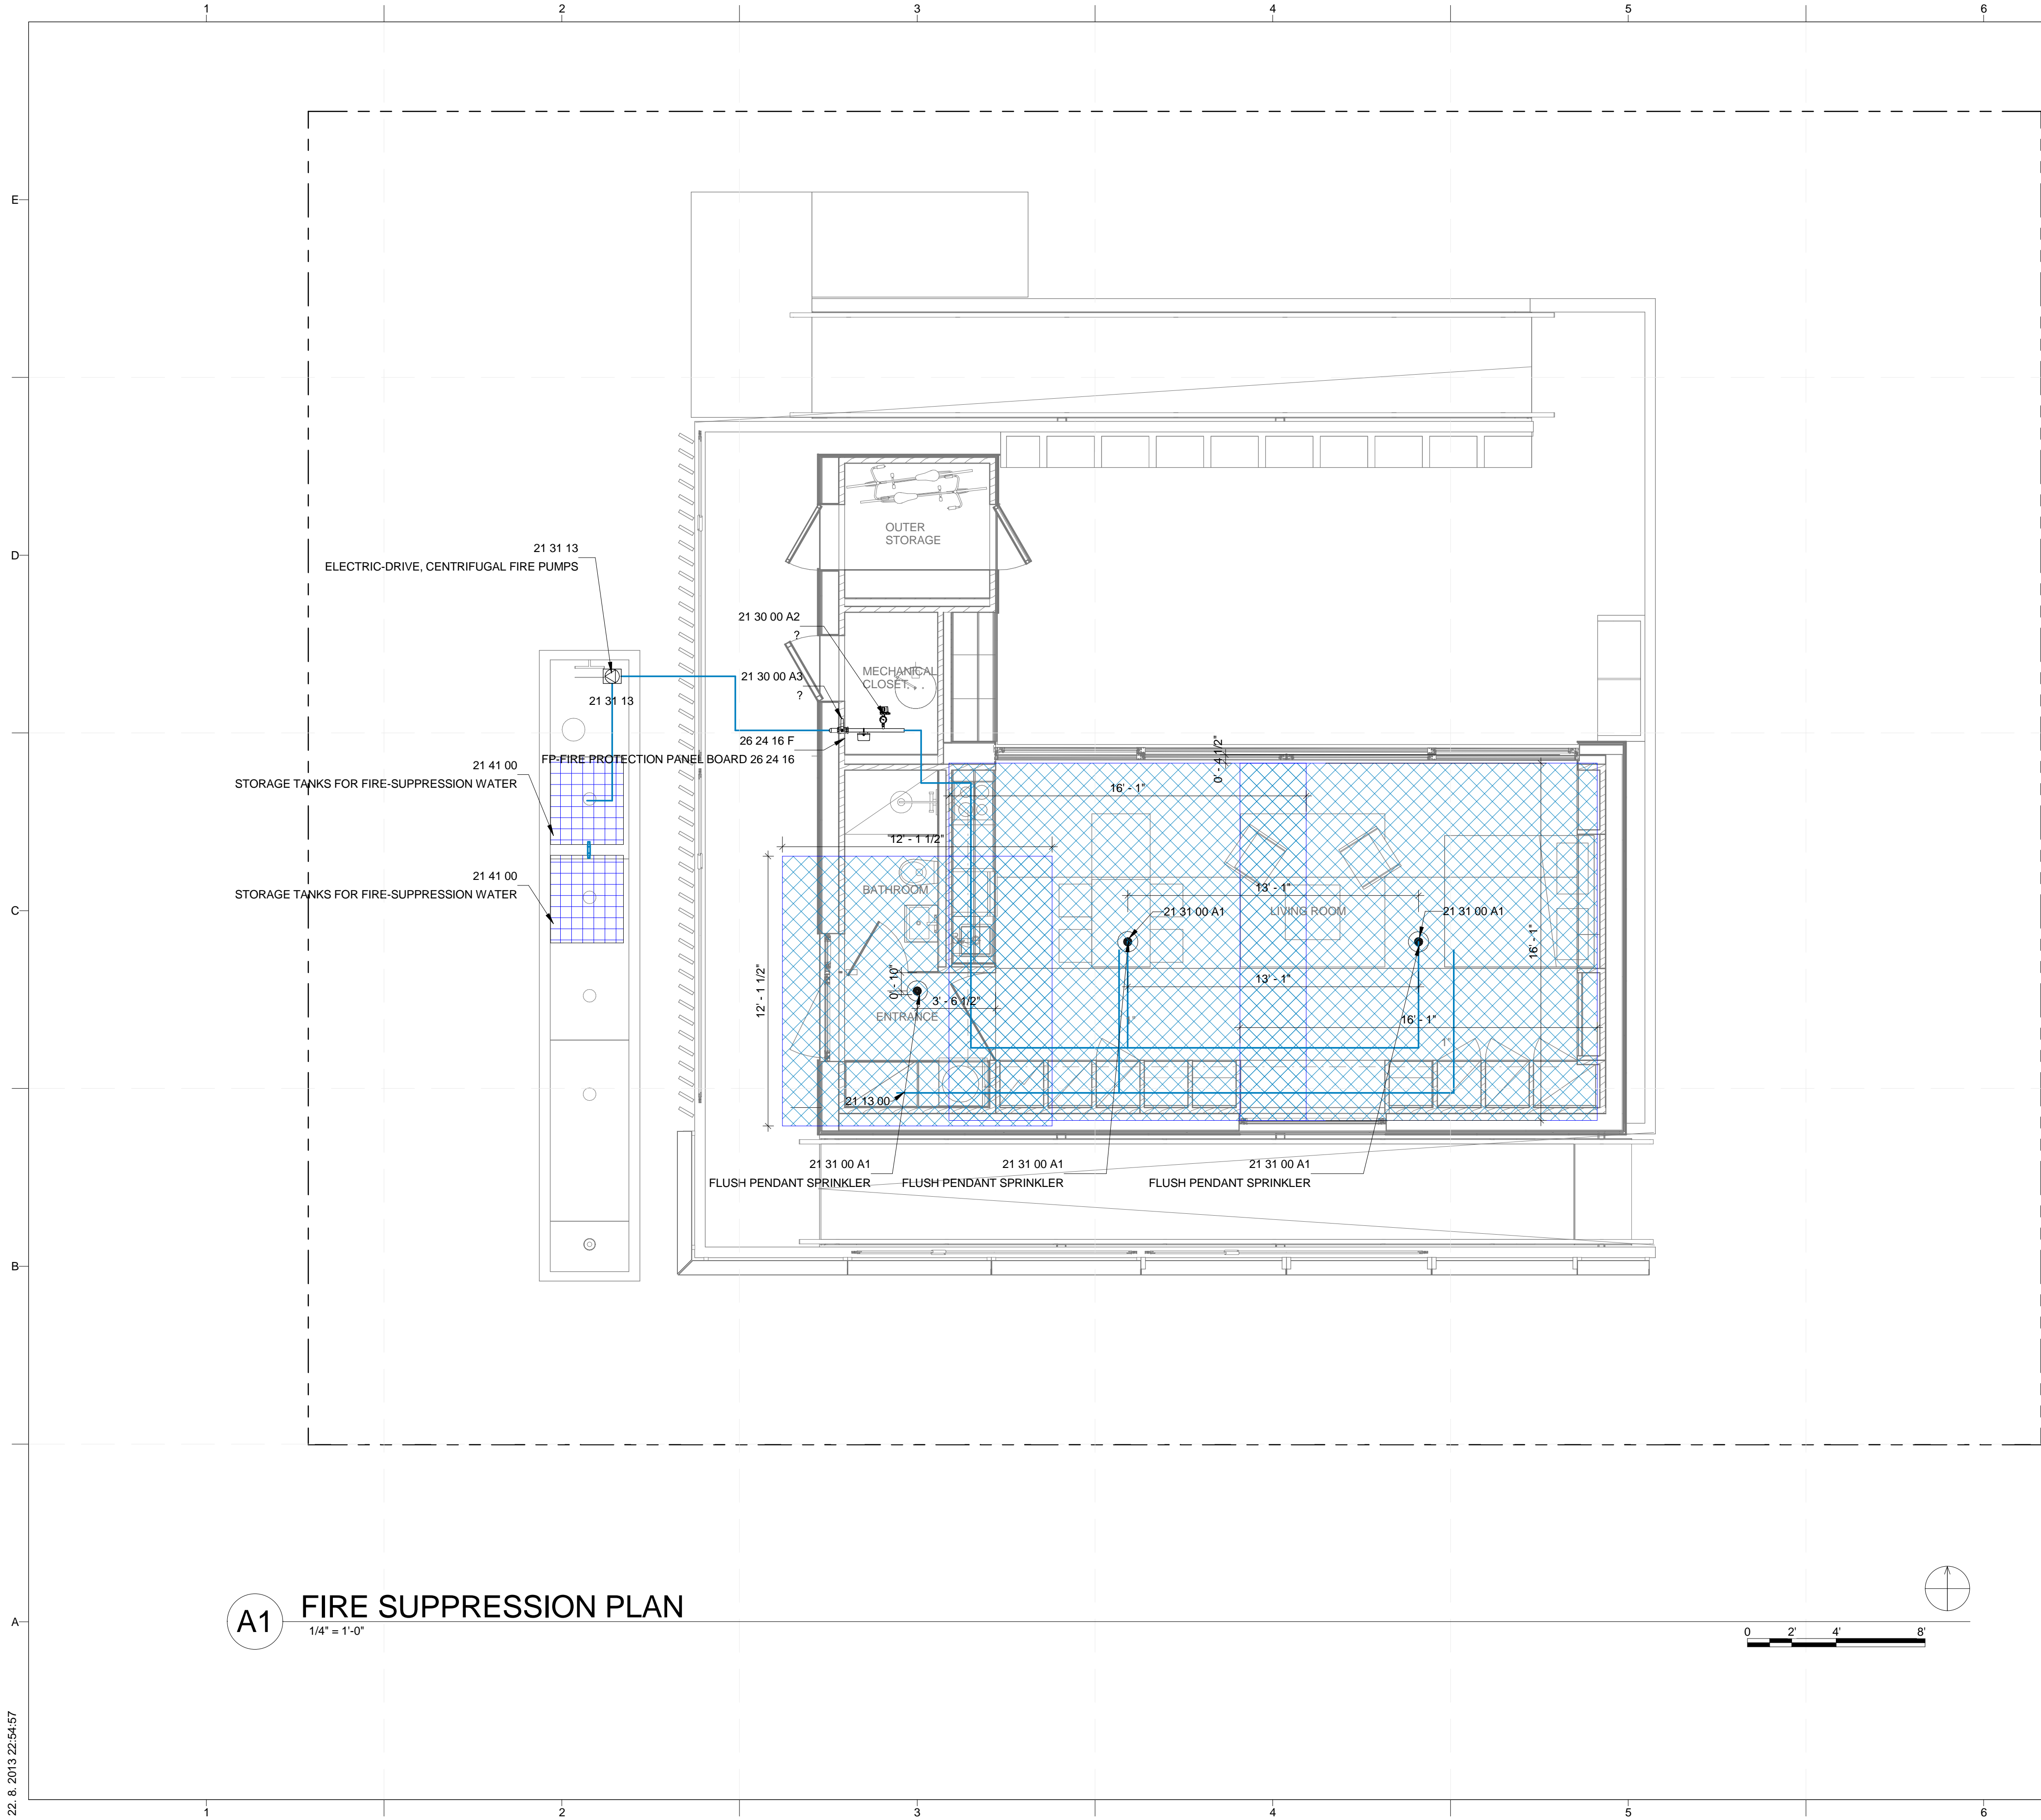 1 2 3 4 5 6
E
D
C
B
A
OUTER
STORAGE
21 31 13
ELECTRIC-DRIVE, CENTRIFUGAL FIRE PUMPS
21 30 00 A2
?
MECHANICAL
CLOSET
21 30 00 A3
?
21 31 13
26 24 16 F
FP-FIRE PROTECTION PANEL BOARD 26 24 16
0' - 4 1/2"
21 41 00
STORAGE TANKS FOR FIRE-SUPPRESSION WATER
16' - 1"
12' - 1 1/2"
21 41 00
STORAGE TANKS FOR FIRE-SUPPRESSION WATER
BATHROOM
13' - 1"
LIVING ROOM
21 31 00 A1
21 31 00 A1
16' - 1"
12' - 1 1/2"
0' - 10"
13' - 1"
3' - 6 1/2"
ENTRANCE
16' - 1"
21 13 00
21 31 00 A1
FLUSH PENDANT SPRINKLER
21 31 00 A1
FLUSH PENDANT SPRINKLER
21 31 00 A1
FLUSH PENDANT SPRINKLER
A1
FIRE SUPPRESSION PLAN
1/4" = 1'-0"
0 2' 4' 8'
22. 8. 2013 22:54:57
1 2 3 4 5 6